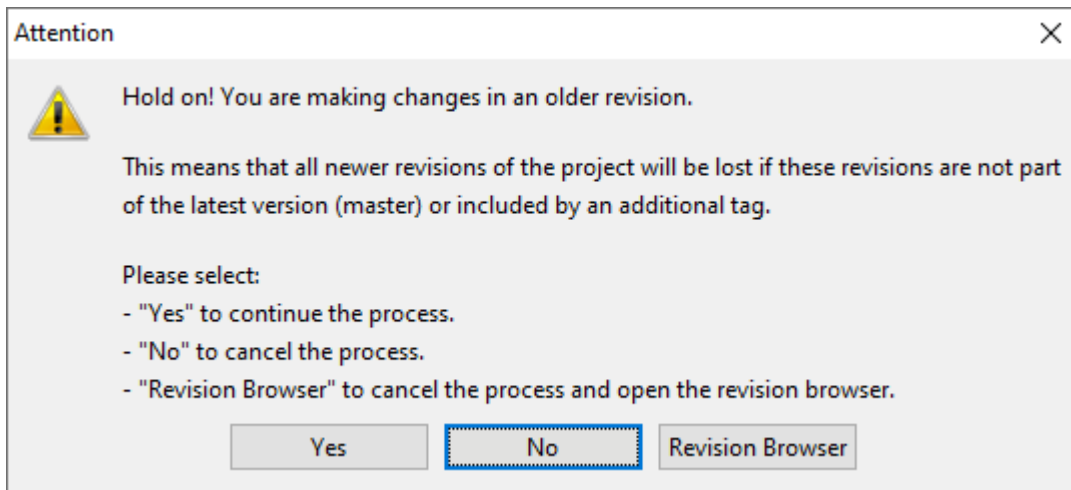 Attention
Hold on! You are making changes in an older revision.
This means that all newer revisions of the project will be lost if these revisions are not part
of the latest version (master) or included by an additional tag.
Please select:
- "Yes" to continue the process.
- "No" to cancel the process.
- "Revision Browser" to cancel the process and open the revision browser.
Yes No Revision Browser